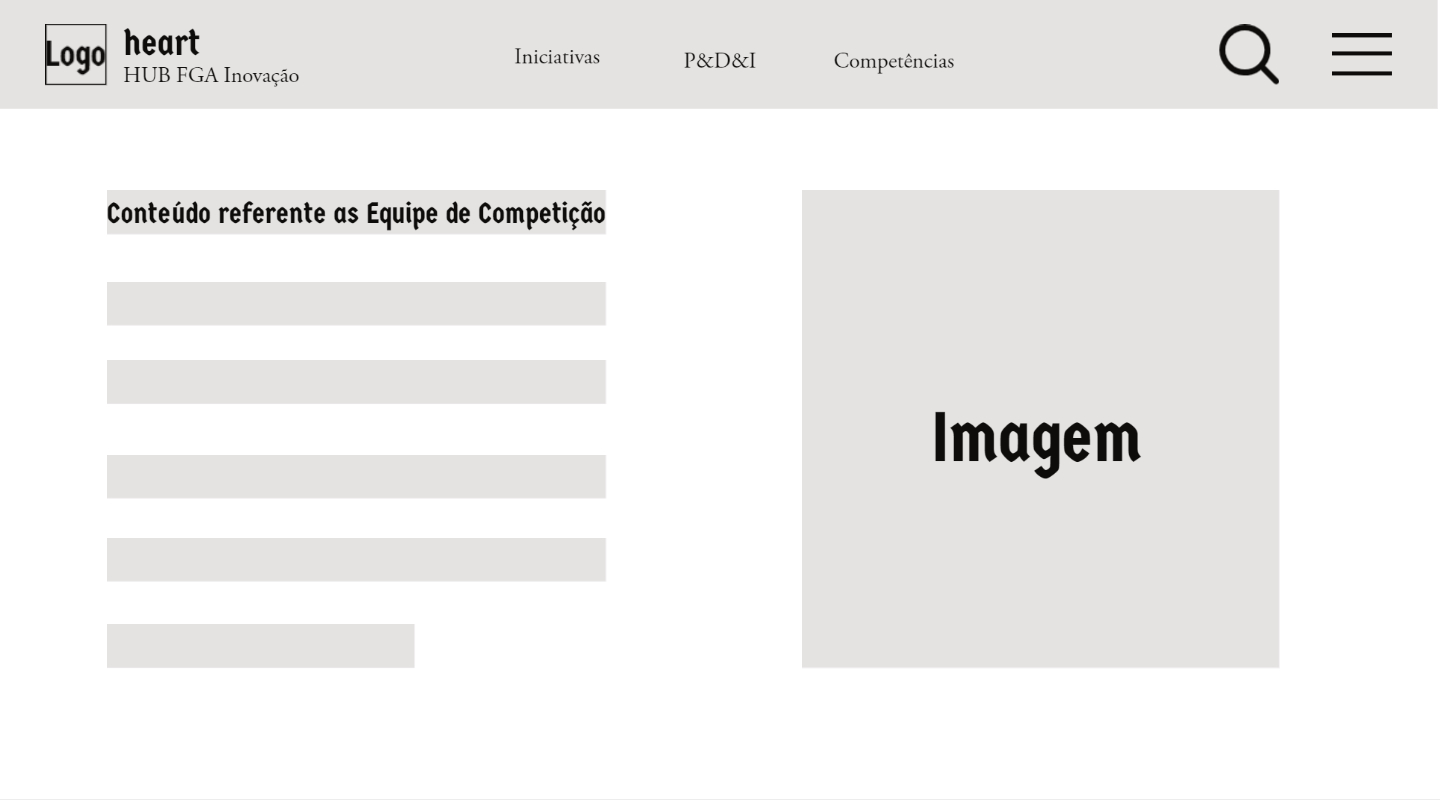 Logo
heart
HUB FGA Inovação
Iniciativas
P&D&I
Competências
Conteúdo referente as Equipe de Competição
Imagem